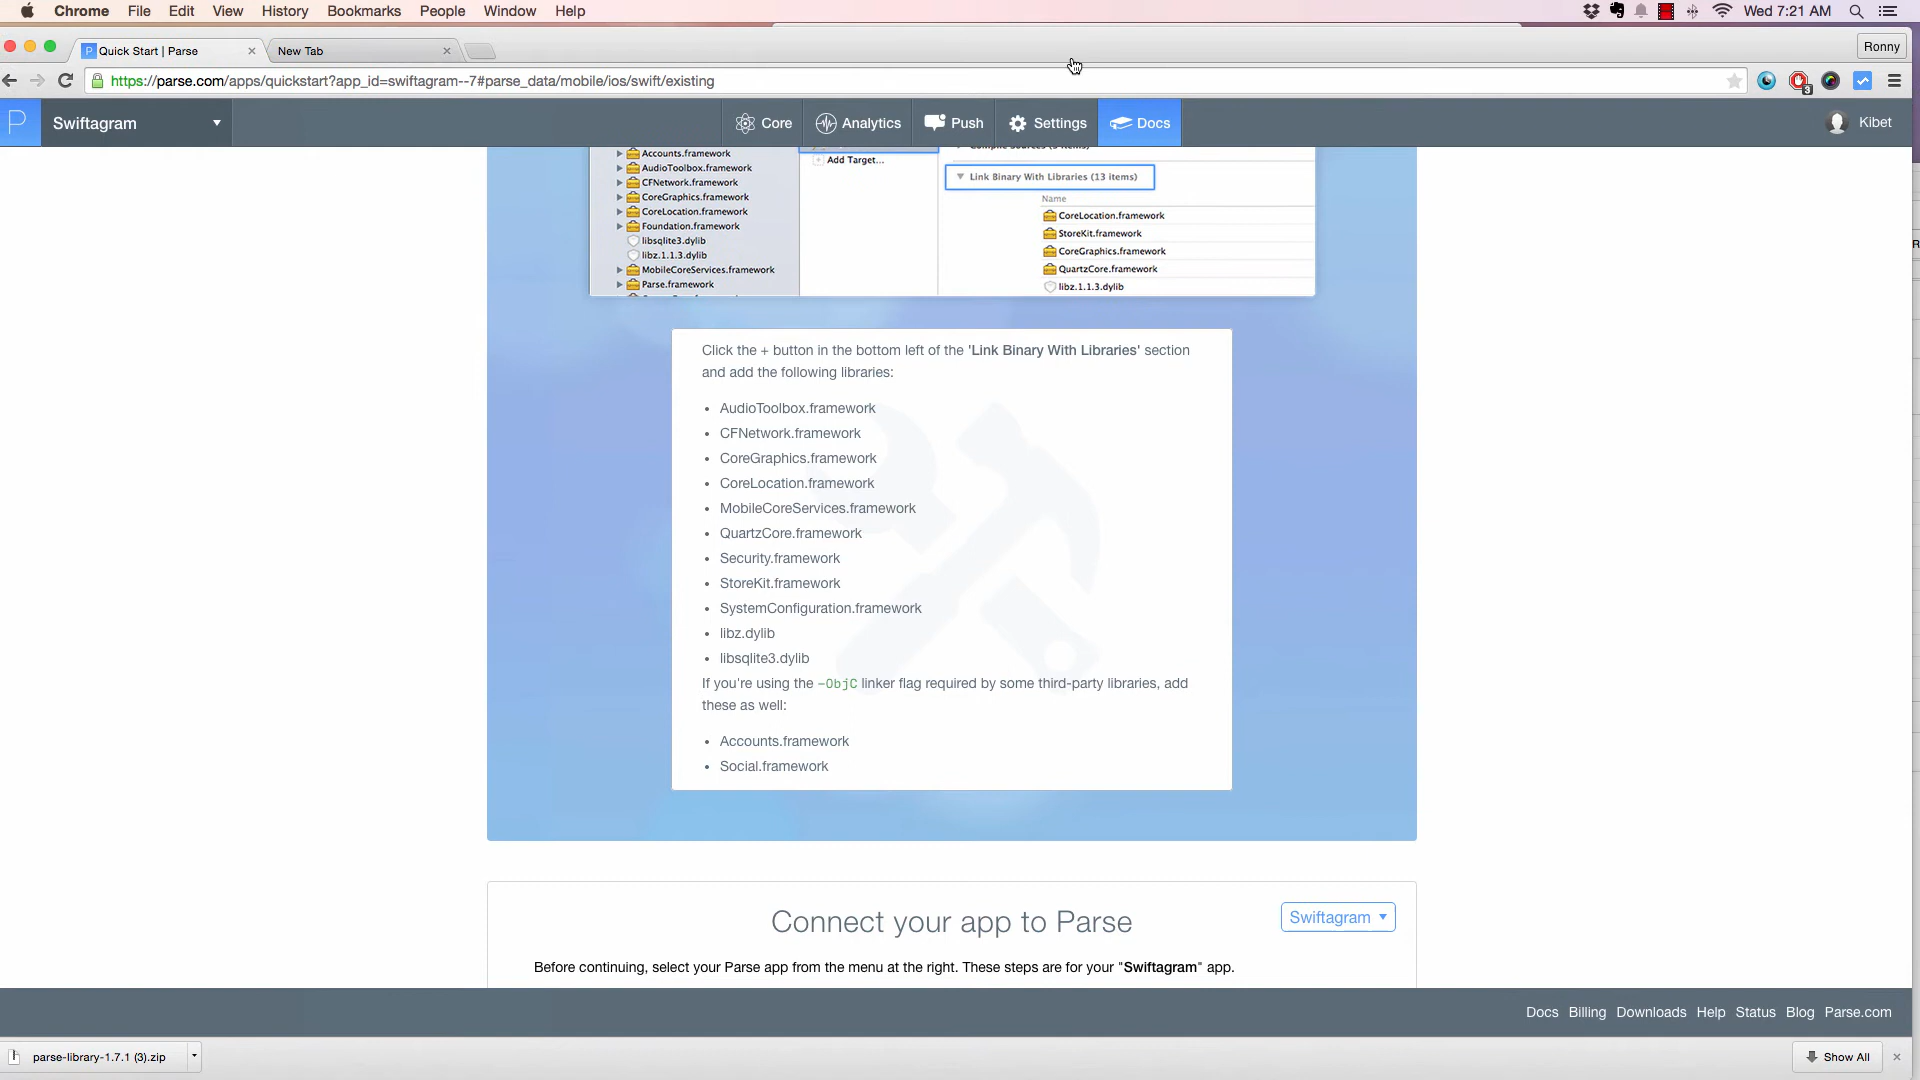 Chrome File Edit View History Bookmarks People Window Help Wed 7:21 AM
Quick Start | Parse New Tab Ronny
https://parse.com/apps/quickstart?app_id=swiftagram--7#parse_data/mobile/ios/swift/existing 3
P Swiftagram Core Analytics Push Settings Docs Kibet
Accounts.framework
AudioToolbox.framework
CFNetwork.framework
CoreGraphics.framework
CoreLocation.framework
Foundation.framework
libsqlite3.dylib
libz.1.1.3.dylib
MobileCoreServices.framework
Parse.framework
Add Target...
Link Binary With Libraries (13 items)
Name
CoreLocation.framework
StoreKit.framework
CoreGraphics.framework
QuartzCore.framework
libz.1.1.3.dylib
Click the + button in the bottom left of the 'Link Binary With Libraries' section
and add the following libraries:
• AudioToolbox.framework
• CFNetwork.framework
• CoreGraphics.framework
• CoreLocation.framework
• MobileCoreServices.framework
• QuartzCore.framework
• Security.framework
• StoreKit.framework
• SystemConfiguration.framework
• libz.dylib
• libsqlite3.dylib
If you're using the -ObjC linker flag required by some third-party libraries, add
these as well:
• Accounts.framework
• Social.framework
Connect your app to Parse Swiftagram
Before continuing, select your Parse app from the menu at the right. These steps are for your "Swiftagram" app.
Docs Billing Downloads Help Status Blog Parse.com
parse-library-1.7.1 (3).zip Show All